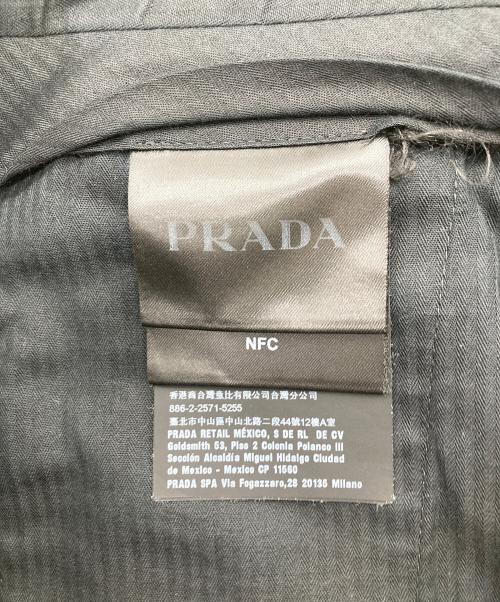 PRADA
NFC
香港商台灣普比有限公司台灣分公司
886-2-2571-5255
臺北市中山區中山北路二段44號12樓A室
PRADA RETAIL MÉXICO, S DE RL DE CV
Goldsmith 53, Piso 2 Colonia Polanco III
Sección Alcaldía Miguel Hidalgo Ciudad
de Mexico - Mexico CP 11560
PRADA SPA Via Fogazzaro,28 20135 Milano